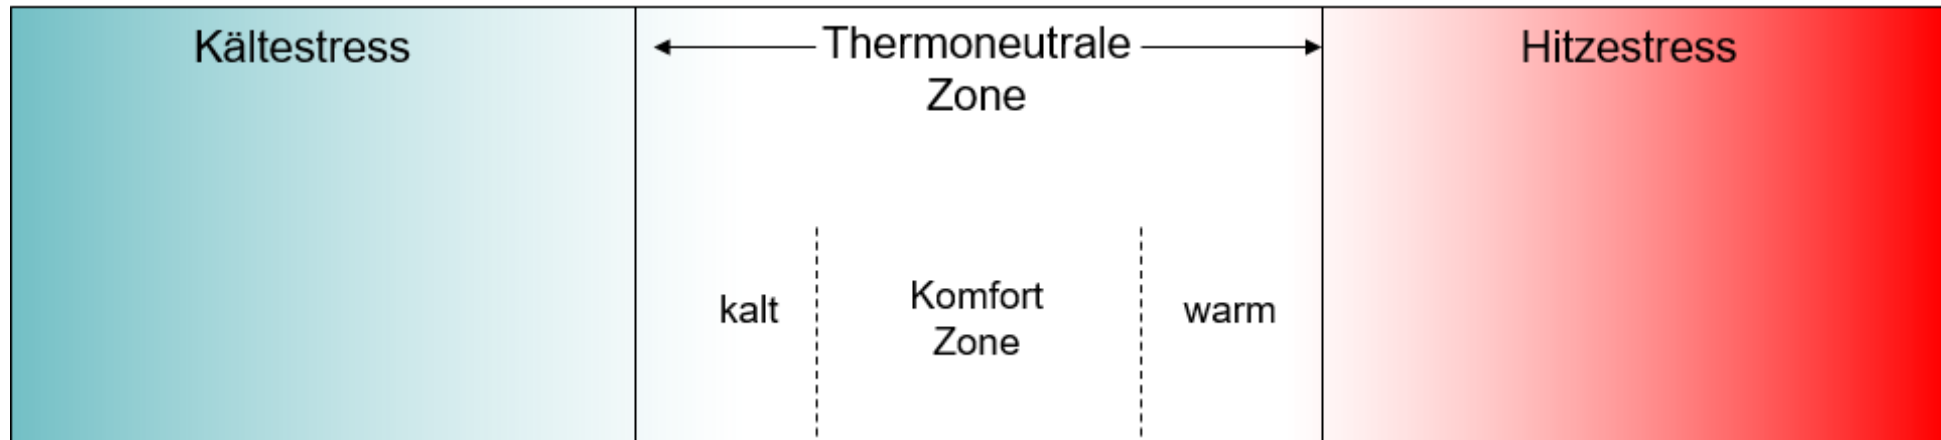 Kältestress
Thermoneutrale
Zone
Hitzestress
kalt
Komfort
Zone
warm